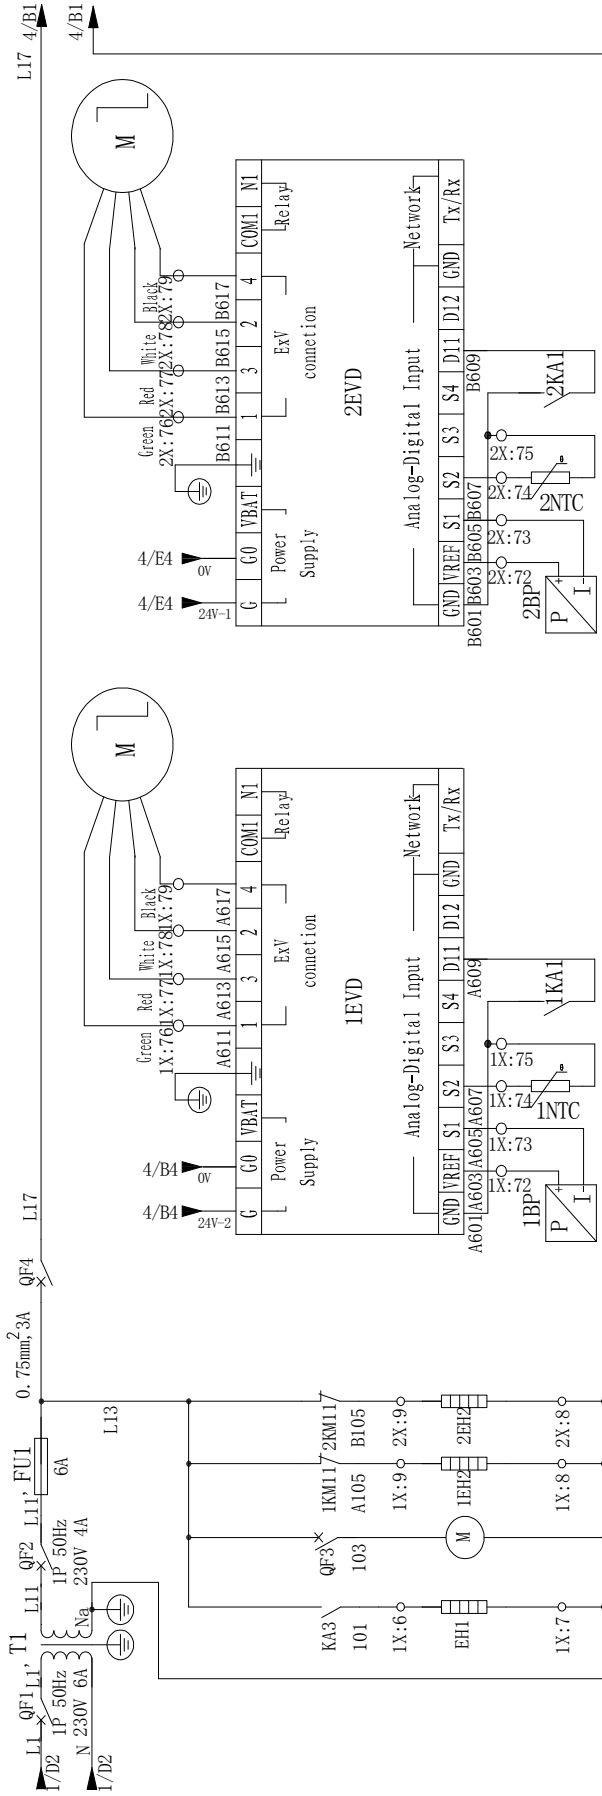 L1
1/D2
N
1/D2
QF1
1P 50Hz
230V 6A
L1'
T1
L11
Na
QF2
1P 50Hz
230V 4A
L11'
FU1
6A
0.75mm²,3A
L13
QF4
L17
L17
4/B1
4/B1
KA3
101
1X:6
EH1
1X:7
QF3
103
M
1KM11
A105
1X:9
1EH2
1X:8
2KM11
B105
2X:9
2EH2
2X:8
M
Green
Red
White
Black
1X:76
1X:77
1X:78
1X:79
A611
A613
A615
A617
4/B4
24V-2
4/B4
0V
G
G0
VBAT
1
3
2
4
COM1
N1
Power
Supply
ExV
connetion
Relay
1EVD
Analog-Digital Input
Network
GND
VREF
S1
S2
S3
S4
D11
D12
GND
Tx/Rx
A601
A603
A605
A607
A609
1X:72
1X:73
1X:74
1X:75
1BP
P
+
I
-
1NTC
θ
1KA1
M
Green
Red
White
Black
2X:76
2X:77
2X:78
2X:79
B611
B613
B615
B617
4/E4
24V-1
4/E4
0V
G
G0
VBAT
1
3
2
4
COM1
N1
Power
Supply
ExV
connetion
Relay
2EVD
Analog-Digital Input
Network
GND
VREF
S1
S2
S3
S4
D11
D12
GND
Tx/Rx
B601
B603
B605
B607
B609
2X:72
2X:73
2X:74
2X:75
2BP
P
+
I
-
2NTC
θ
2KA1